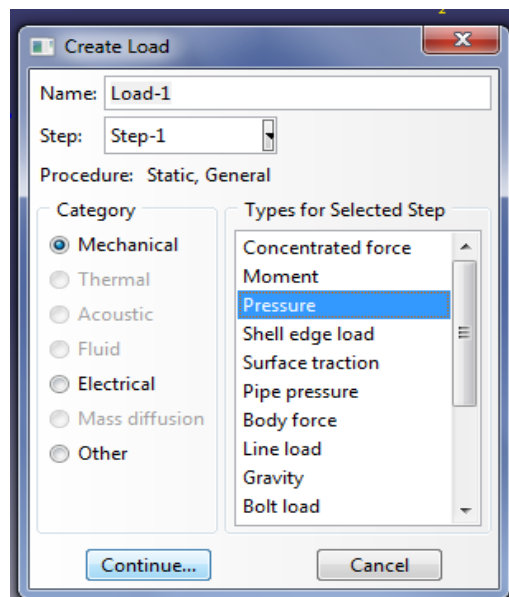 z
Create Load
Name: Load-1
Step: Step-1
Procedure: Static, General
Category
Mechanical
Thermal
Acoustic
Fluid
Electrical
Mass diffusion
Other
Types for Selected Step
Concentrated force
Moment
Pressure
Shell edge load
Surface traction
Pipe pressure
Body force
Line load
Gravity
Bolt load
Continue...
Cancel